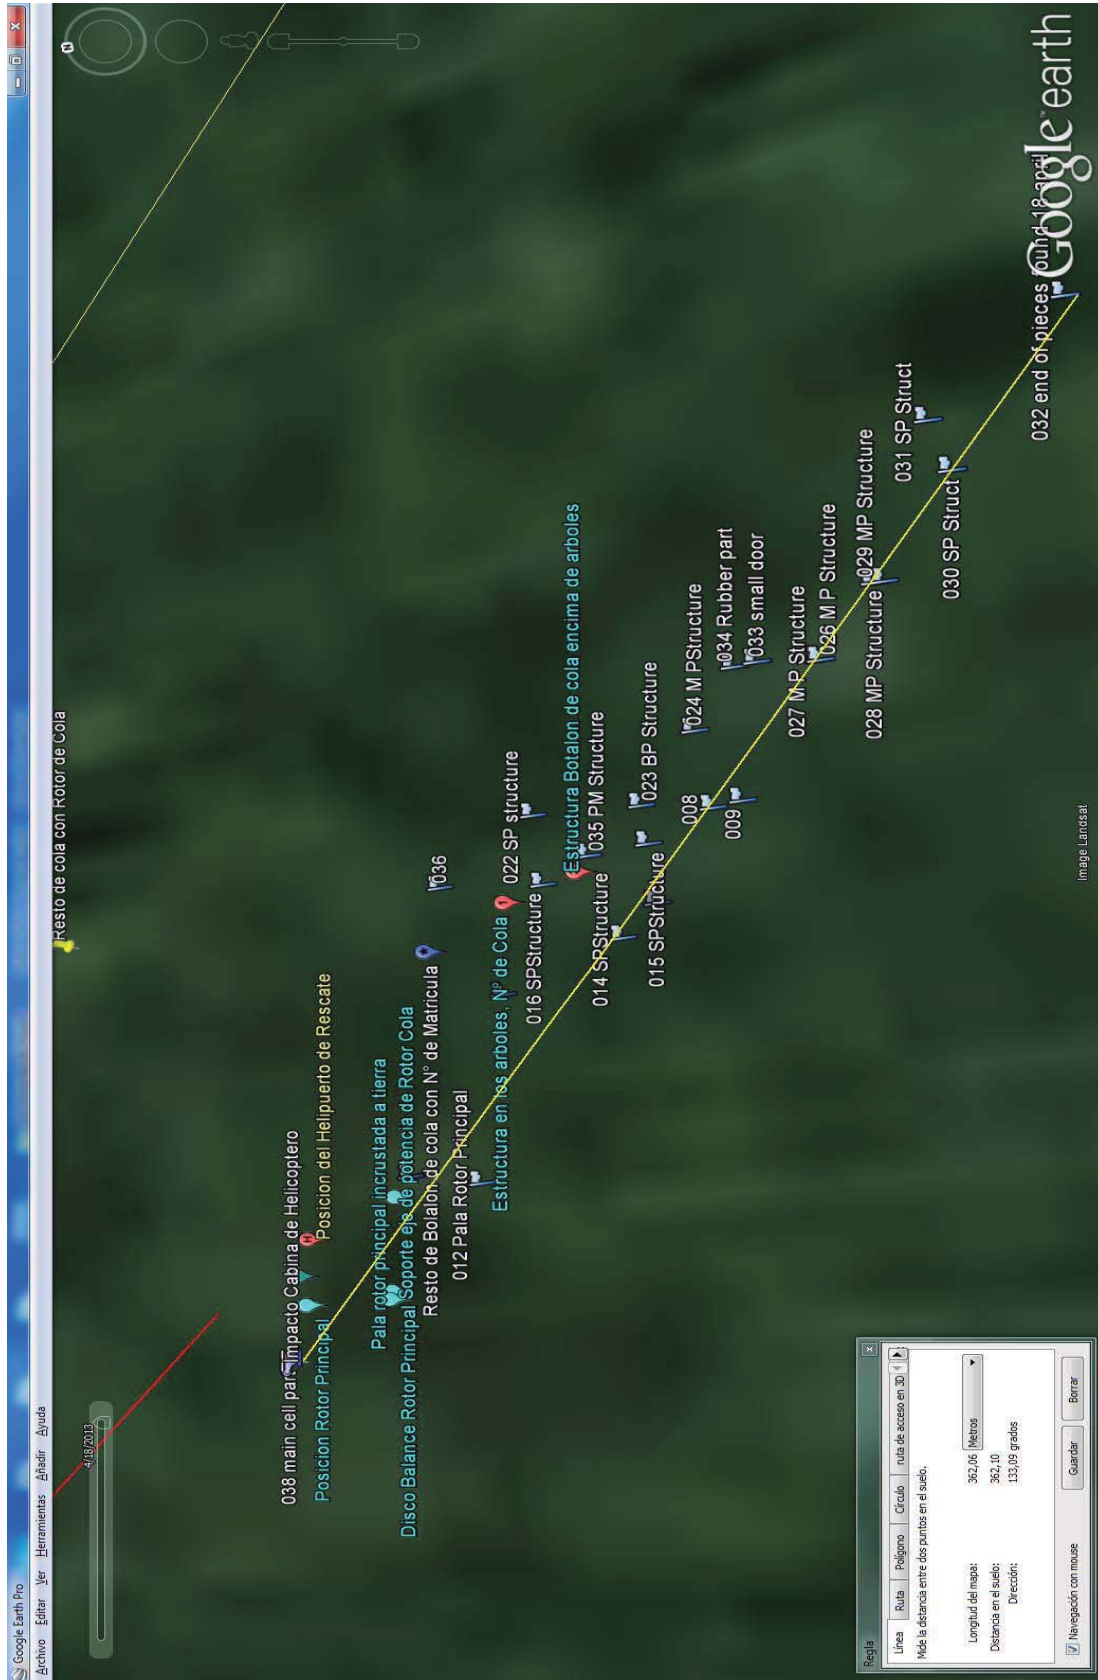 Google Earth Pro
Archivo Editar Ver Herramientas Añadir Ayuda
4/18/2013
N
Resto de cola con Rotor de Cola
038 main cell part
Impacto Cabina de Helicoptero
Posicion Rotor Principal
Posicion del Helipuerto de Rescate
Pala rotor principal incrustada a tierra
Disco Balance Rotor Principal
Soporte eje de potencia de Rotor Cola
Resto de Botalon de cola con N° de Matricula
036
012 Pala Rotor Principal
Estructura en los arboles, Nº de Cola
022 SP structure
016 SPStructure
Estructura Botalon de cola encima de arboles
035 PM Structure
014 SPStructure
015 SPStructure
023 BP Structure
008
009
024 M PStructure
034 Rubber part
033 small door
027 M P Structure
026 M P Structure
028 MP Structure
029 MP Structure
031 SP Struct
030 SP Struct
032 end of pieces found 18 april
Regla
Línea Ruta Polígono Círculo ruta de acceso en 3D
Mide la distancia entre dos puntos en el suelo.
Longitud del mapa: 362,06 Metros
Distancia en el suelo: 362,10
Dirección: 133,09 grados
Navegación con mouse Guardar Borrar
Image Landsat
Google earth